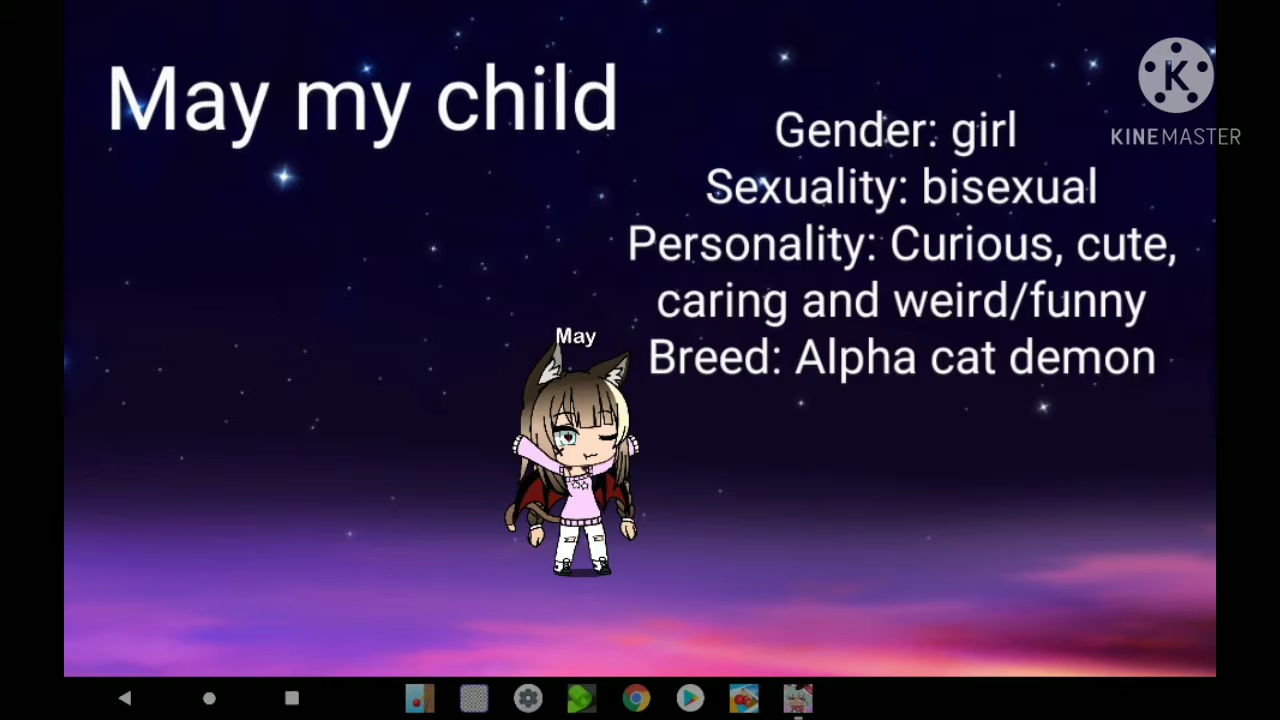 May my child
Gender: girl
Sexuality: bisexual
Personality: Curious, cute,
caring and weird/funny
Breed: Alpha cat demon
May
K
KINEMASTER